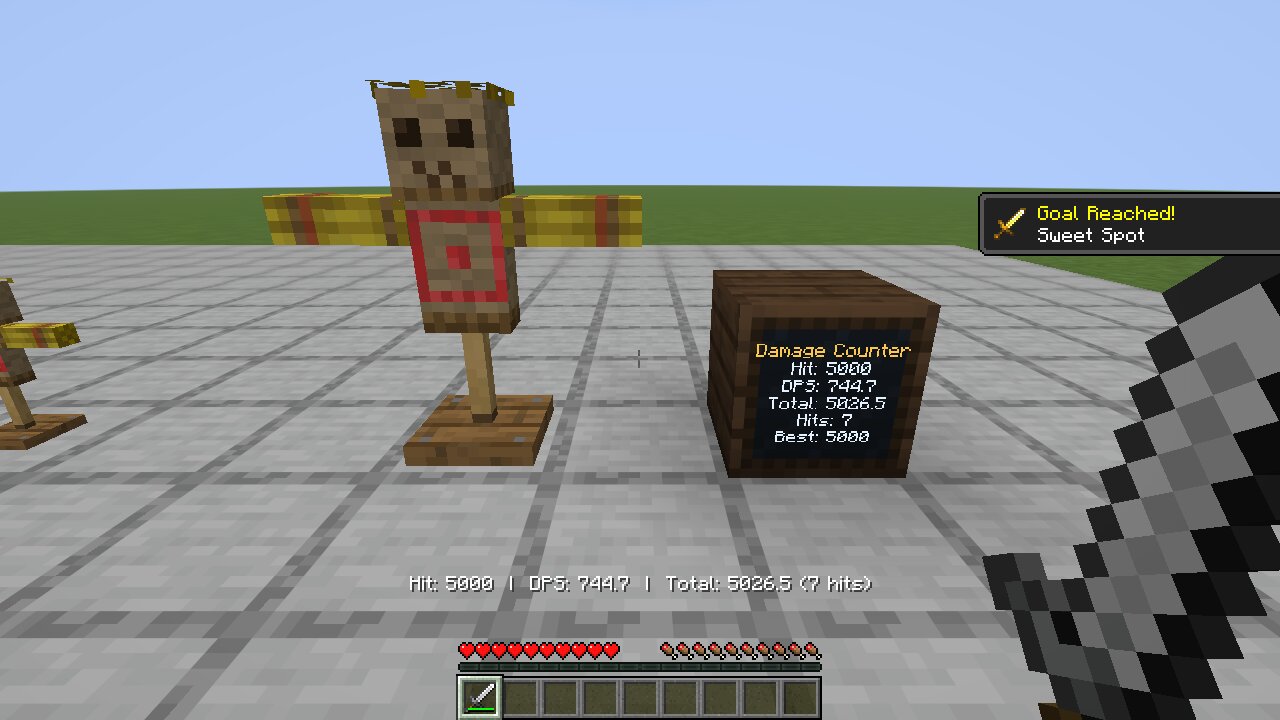 Goal Reached!
Sweet Spot
Damage Counter
Hit: 5000
DPS: 744.7
Total: 5026.5
Hits: 7
Best: 5000
Hit: 5000 | DPS: 744.7 | Total: 5026.5 (7 hits)